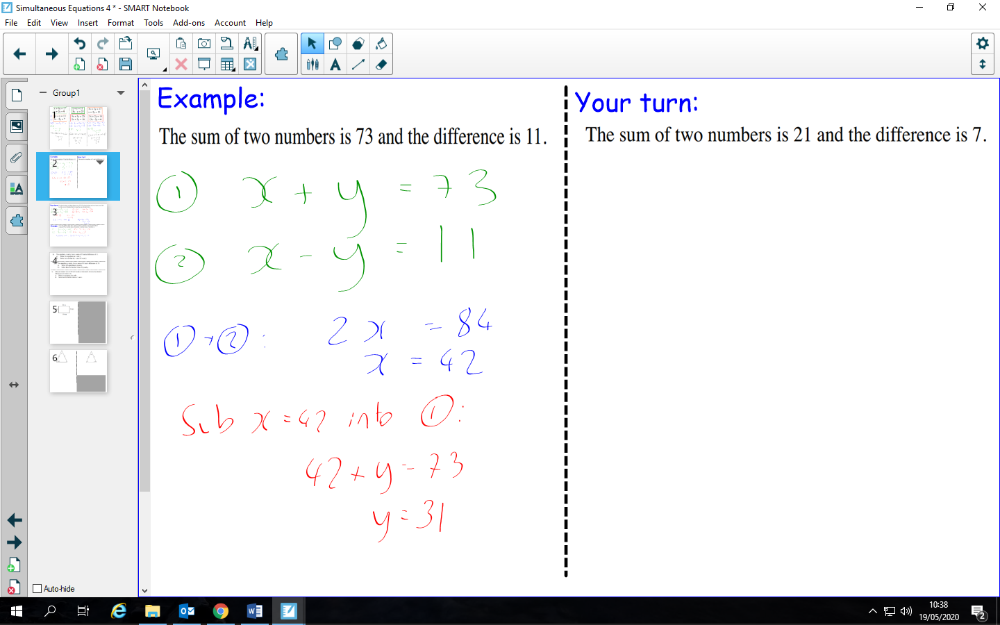 Simultaneous Equations 4 * - SMART Notebook
File Edit View Insert Format Tools Add-ons Account Help
Group1
1
2
3
4
5
6
Auto-hide
Example:
The sum of two numbers is 73 and the difference is 11.
① x + y = 73
② x - y = 11
① + ② : 2x = 84
x = 42
Sub x = 42 into ① :
42 + y = 73
y = 31
Your turn:
The sum of two numbers is 21 and the difference is 7.
10:38
19/05/2020
2